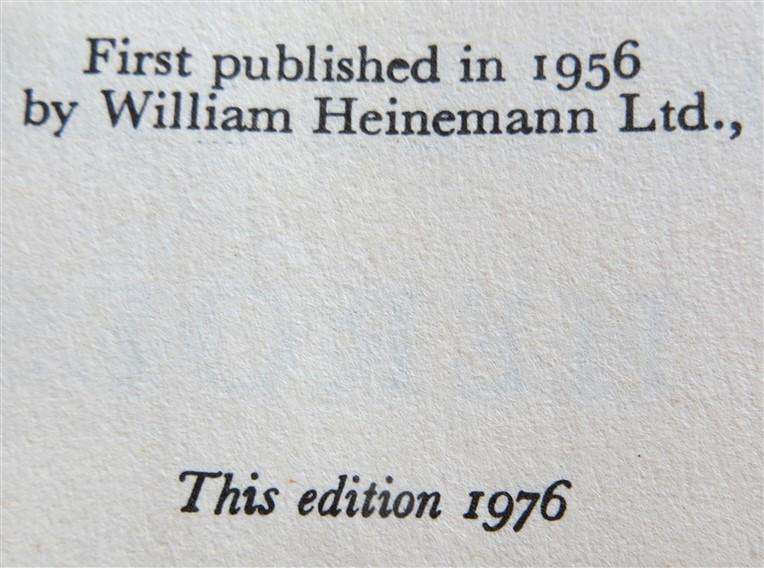 First published in 1956
by William Heinemann Ltd.,
This edition 1976